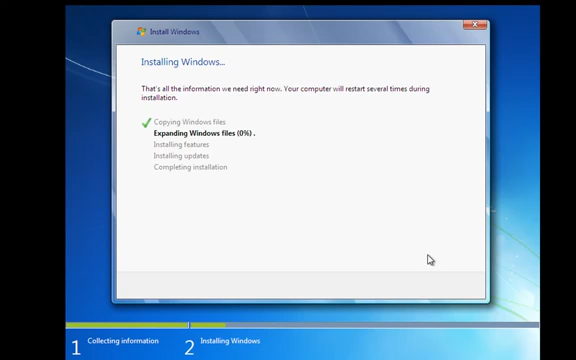 Install Windows
Installing Windows...
That's all the information we need right now. Your computer will restart several times during
installation.
Copying Windows files
Expanding Windows files (0%) .
Installing features
Installing updates
Completing installation
1 Collecting information 2 Installing Windows